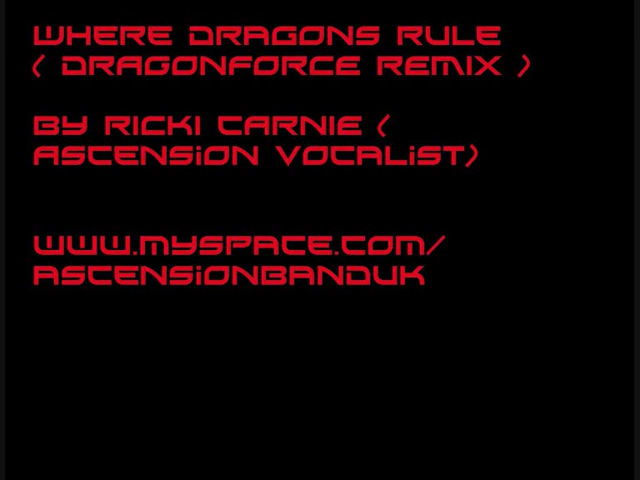 WHERE DRAGONS RULE
( DRAGONFORCE REMIX )
BY RICKI CARNIE (
ASCENSiON VOCALiST)
WWW.MYSPACE.COM/
ASCENSiONBANDUK